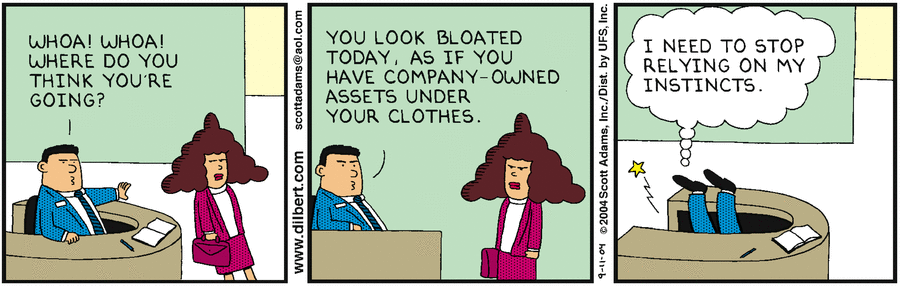 WHOA! WHOA!
WHERE DO YOU
THINK YOU'RE
GOING?
www.dilbert.com scottadams@aol.com
YOU LOOK BLOATED
TODAY, AS IF YOU
HAVE COMPANY-OWNED
ASSETS UNDER
YOUR CLOTHES.
9-11-04 © 2004 Scott Adams, Inc./Dist. by UFS, Inc.
I NEED TO STOP
RELYING ON MY
INSTINCTS.